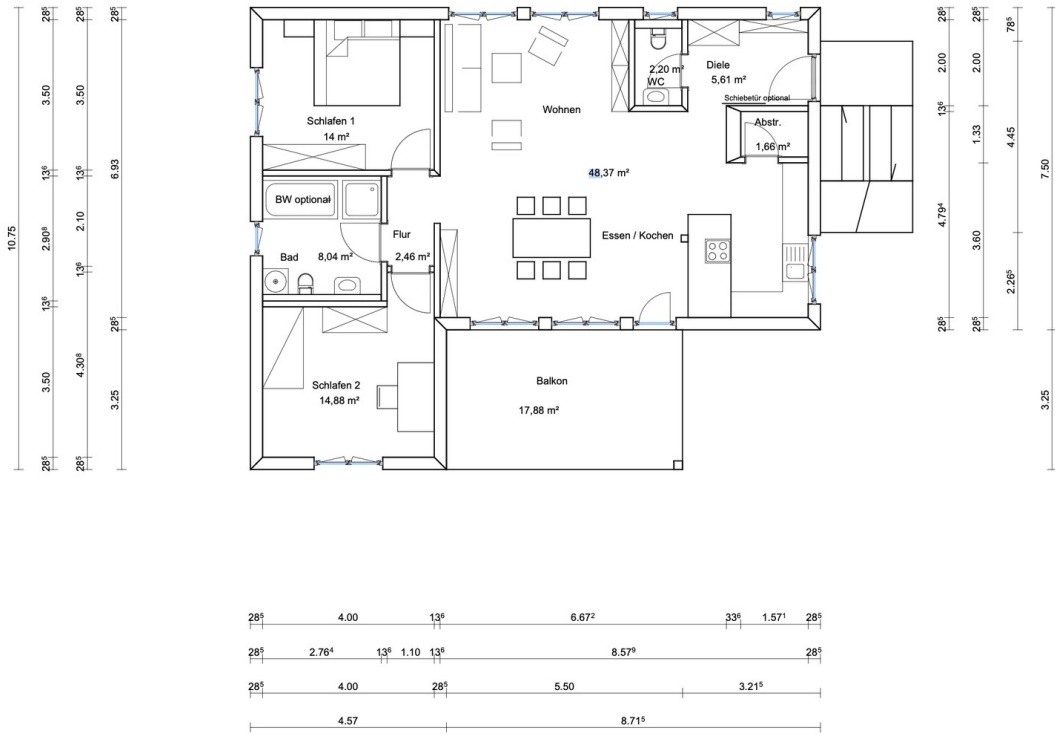 Schlafen 1
14 m²
Wohnen
2,20 m²
WC
Diele
5,61 m²
Schiebetür optional
Abstr.
1,66 m²
48,37 m²
BW optional
Bad
8,04 m²
Flur
2,46 m²
Essen / Kochen
Schlafen 2
14,88 m²
Balkon
17,88 m²
10.75
28⁵
3.50
13⁶
2.90⁸
13⁶
3.50
28⁵
28⁵
3.50
13⁶
2.10
13⁶
4.30⁸
28⁵
28⁵
6.93
28⁵
3.25
28⁵
28⁵
2.00
13⁶
4.79⁴
28⁵
28⁵
2.00
13⁶
1.33
3.60
28⁵
78⁵
4.45
2.26⁵
7.50
3.25
28⁵
4.00
13⁶
6.67²
33⁶
1.57¹
28⁵
28⁵
2.76⁴
13⁶
1.10
13⁶
8.57⁹
28⁵
28⁵
4.00
28⁵
5.50
3.21⁵
4.57
8.71⁵